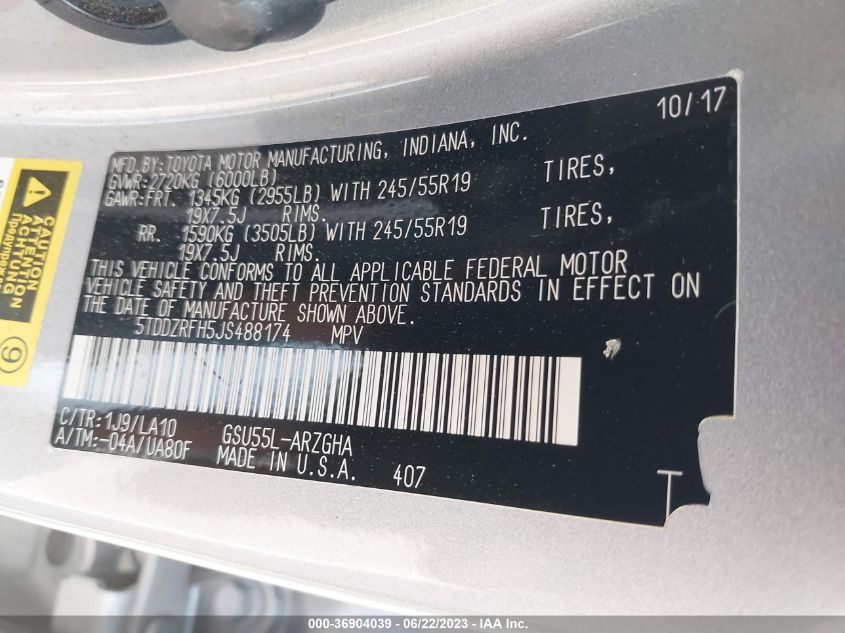 10/17
MFD.BY:TOYOTA MOTOR MANUFACTURING, INDIANA, INC.
GVWR:2720KG (6000LB)
GAWR:FRT. 1345KG (2955LB) WITH 245/55R19 TIRES,
19X7.5J RIMS.
RR. 1590KG (3505LB) WITH 245/55R19 TIRES,
19X7.5J RIMS.
THIS VEHICLE CONFORMS TO ALL APPLICABLE FEDERAL MOTOR
VEHICLE SAFETY AND THEFT PREVENTION STANDARDS IN EFFECT ON
THE DATE OF MANUFACTURE SHOWN ABOVE.
5TDDZRFH5JS488174 MPV
C/TR:1J9/LA10
A/TM:-04A/UA80F
GSU55L-ARZGHA
MADE IN U.S.A.
407
T
CAUTION
ATTENTION
ACHTUNG
9
000-36904039 - 06/22/2023 - IAA Inc.